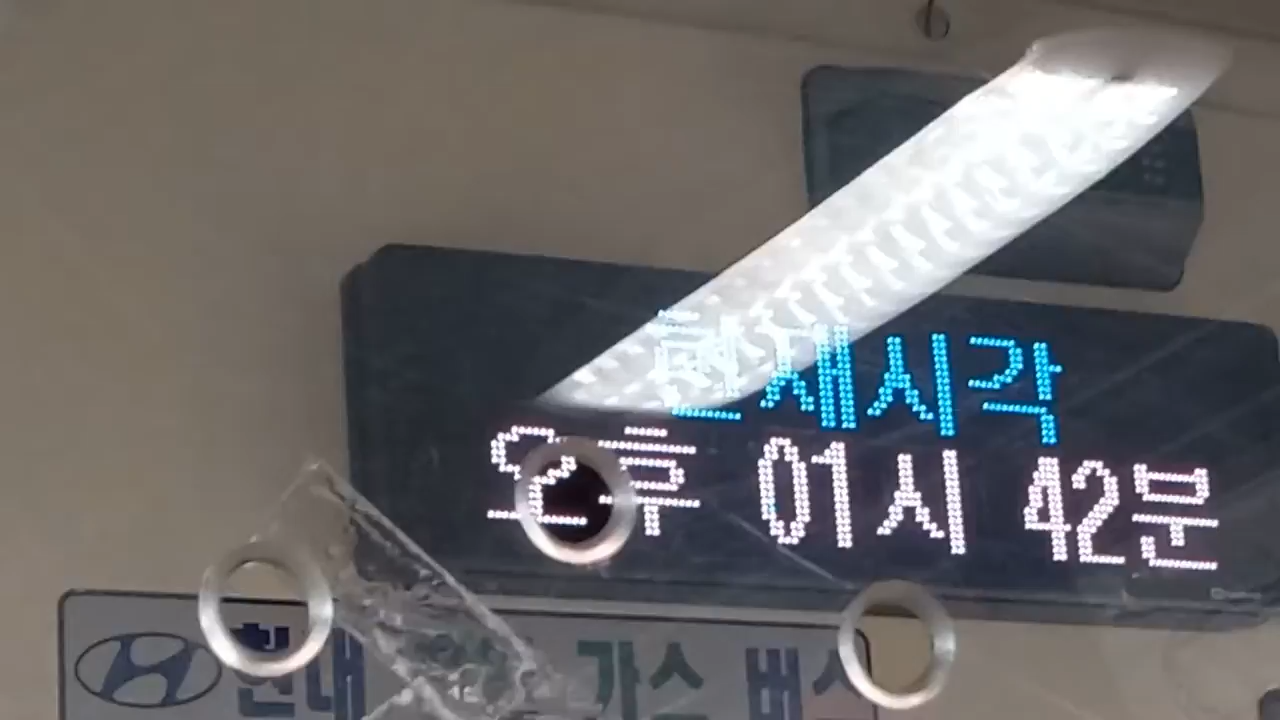 현재시각
오후 01시 42분
현대 가스 버스